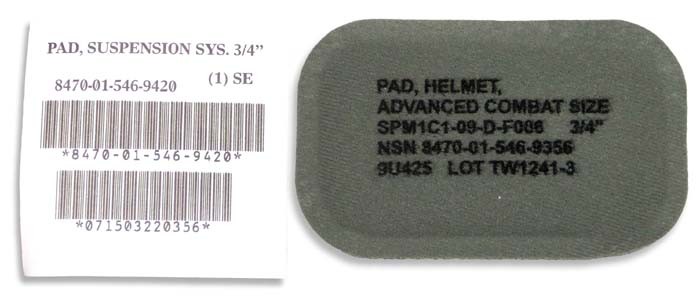 PAD, SUSPENSION SYS. 3/4”
8470-01-546-9420 (1) SE
*8470-01-546-9420*
*071503220356*
PAD, HELMET,
ADVANCED COMBAT SIZE
SPM1C1-09-D-F086 3/4"
NSN 8470-01-546-9356
9U425 LOT TW1241-3